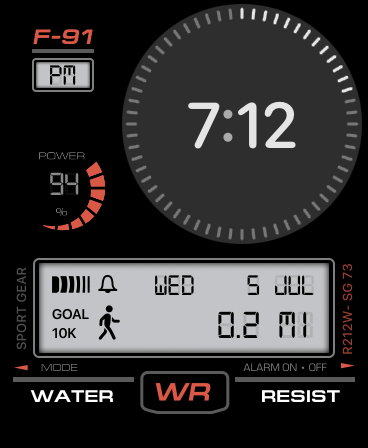 F-91
PM
7:12
POWER
94
%
SPORT GEAR
WED 5 JUL
GOAL
10K
0.2 MI
R212W- SG 73
MODE
ALARM ON • OFF
WATER WR RESIST